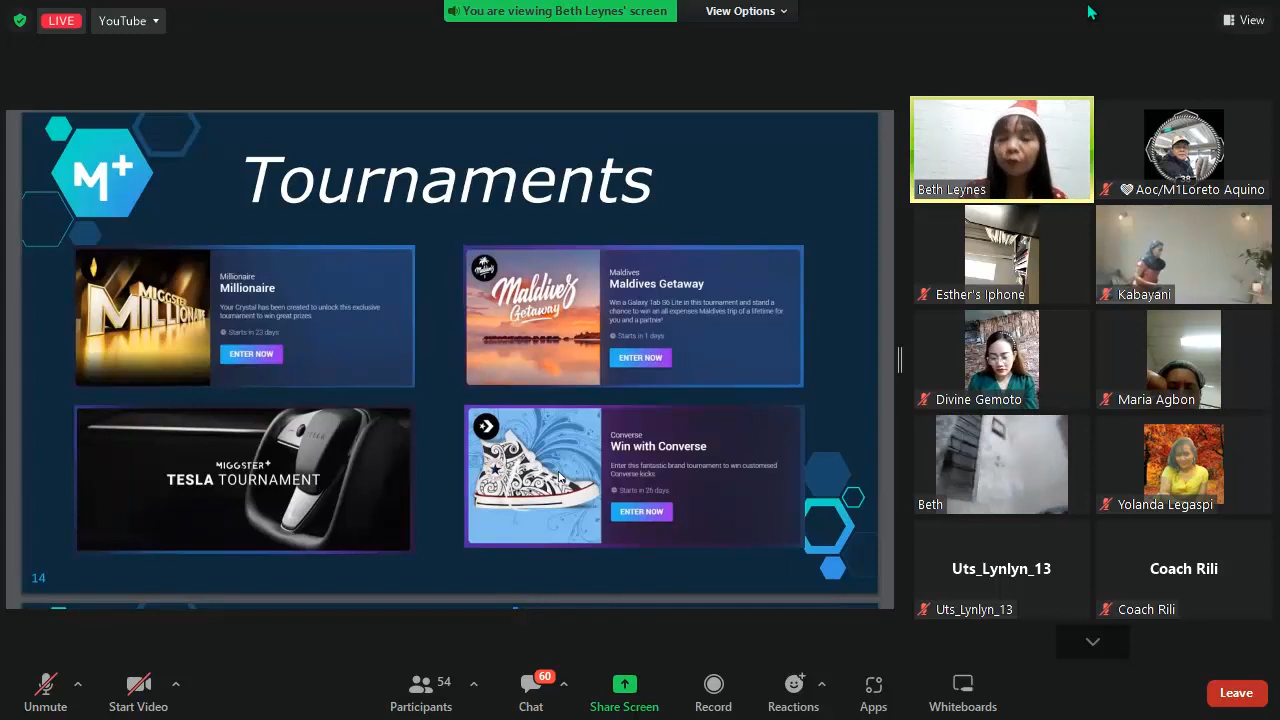 LIVE
YouTube
You are viewing Beth Leynes' screen
View Options
View
M+
Tournaments
MIGGSTER
MILLIONAIRE
Millionaire
Millionaire
Your Crystal has been created to unlock this exclusive
tournament to win great prizes
Starts in 23 days
ENTER NOW
Maldives
Maldives
Getaway
Maldives
Maldives Getaway
Win a Galaxy Tab S6 Lite in this tournament and stand a
chance to win an all expenses Maldives trip of a lifetime for
you and a partner!
Starts in 1 days
ENTER NOW
MIGGSTER+
TESLA TOURNAMENT
Converse
Win with Converse
Enter this fantastic brand tournament to win customised
Converse kicks
Starts in 26 days
ENTER NOW
14
Beth Leynes
Aoc/M1Loreto Aquino
Esther's Iphone
Kabayani
Divine Gemoto
Maria Agbon
Beth
Yolanda Legaspi
Uts_Lynlyn_13
Uts_Lynlyn_13
Coach Rili
Coach Rili
Unmute
Start Video
54
Participants
60
Chat
Share Screen
Record
Reactions
Apps
Whiteboards
Leave